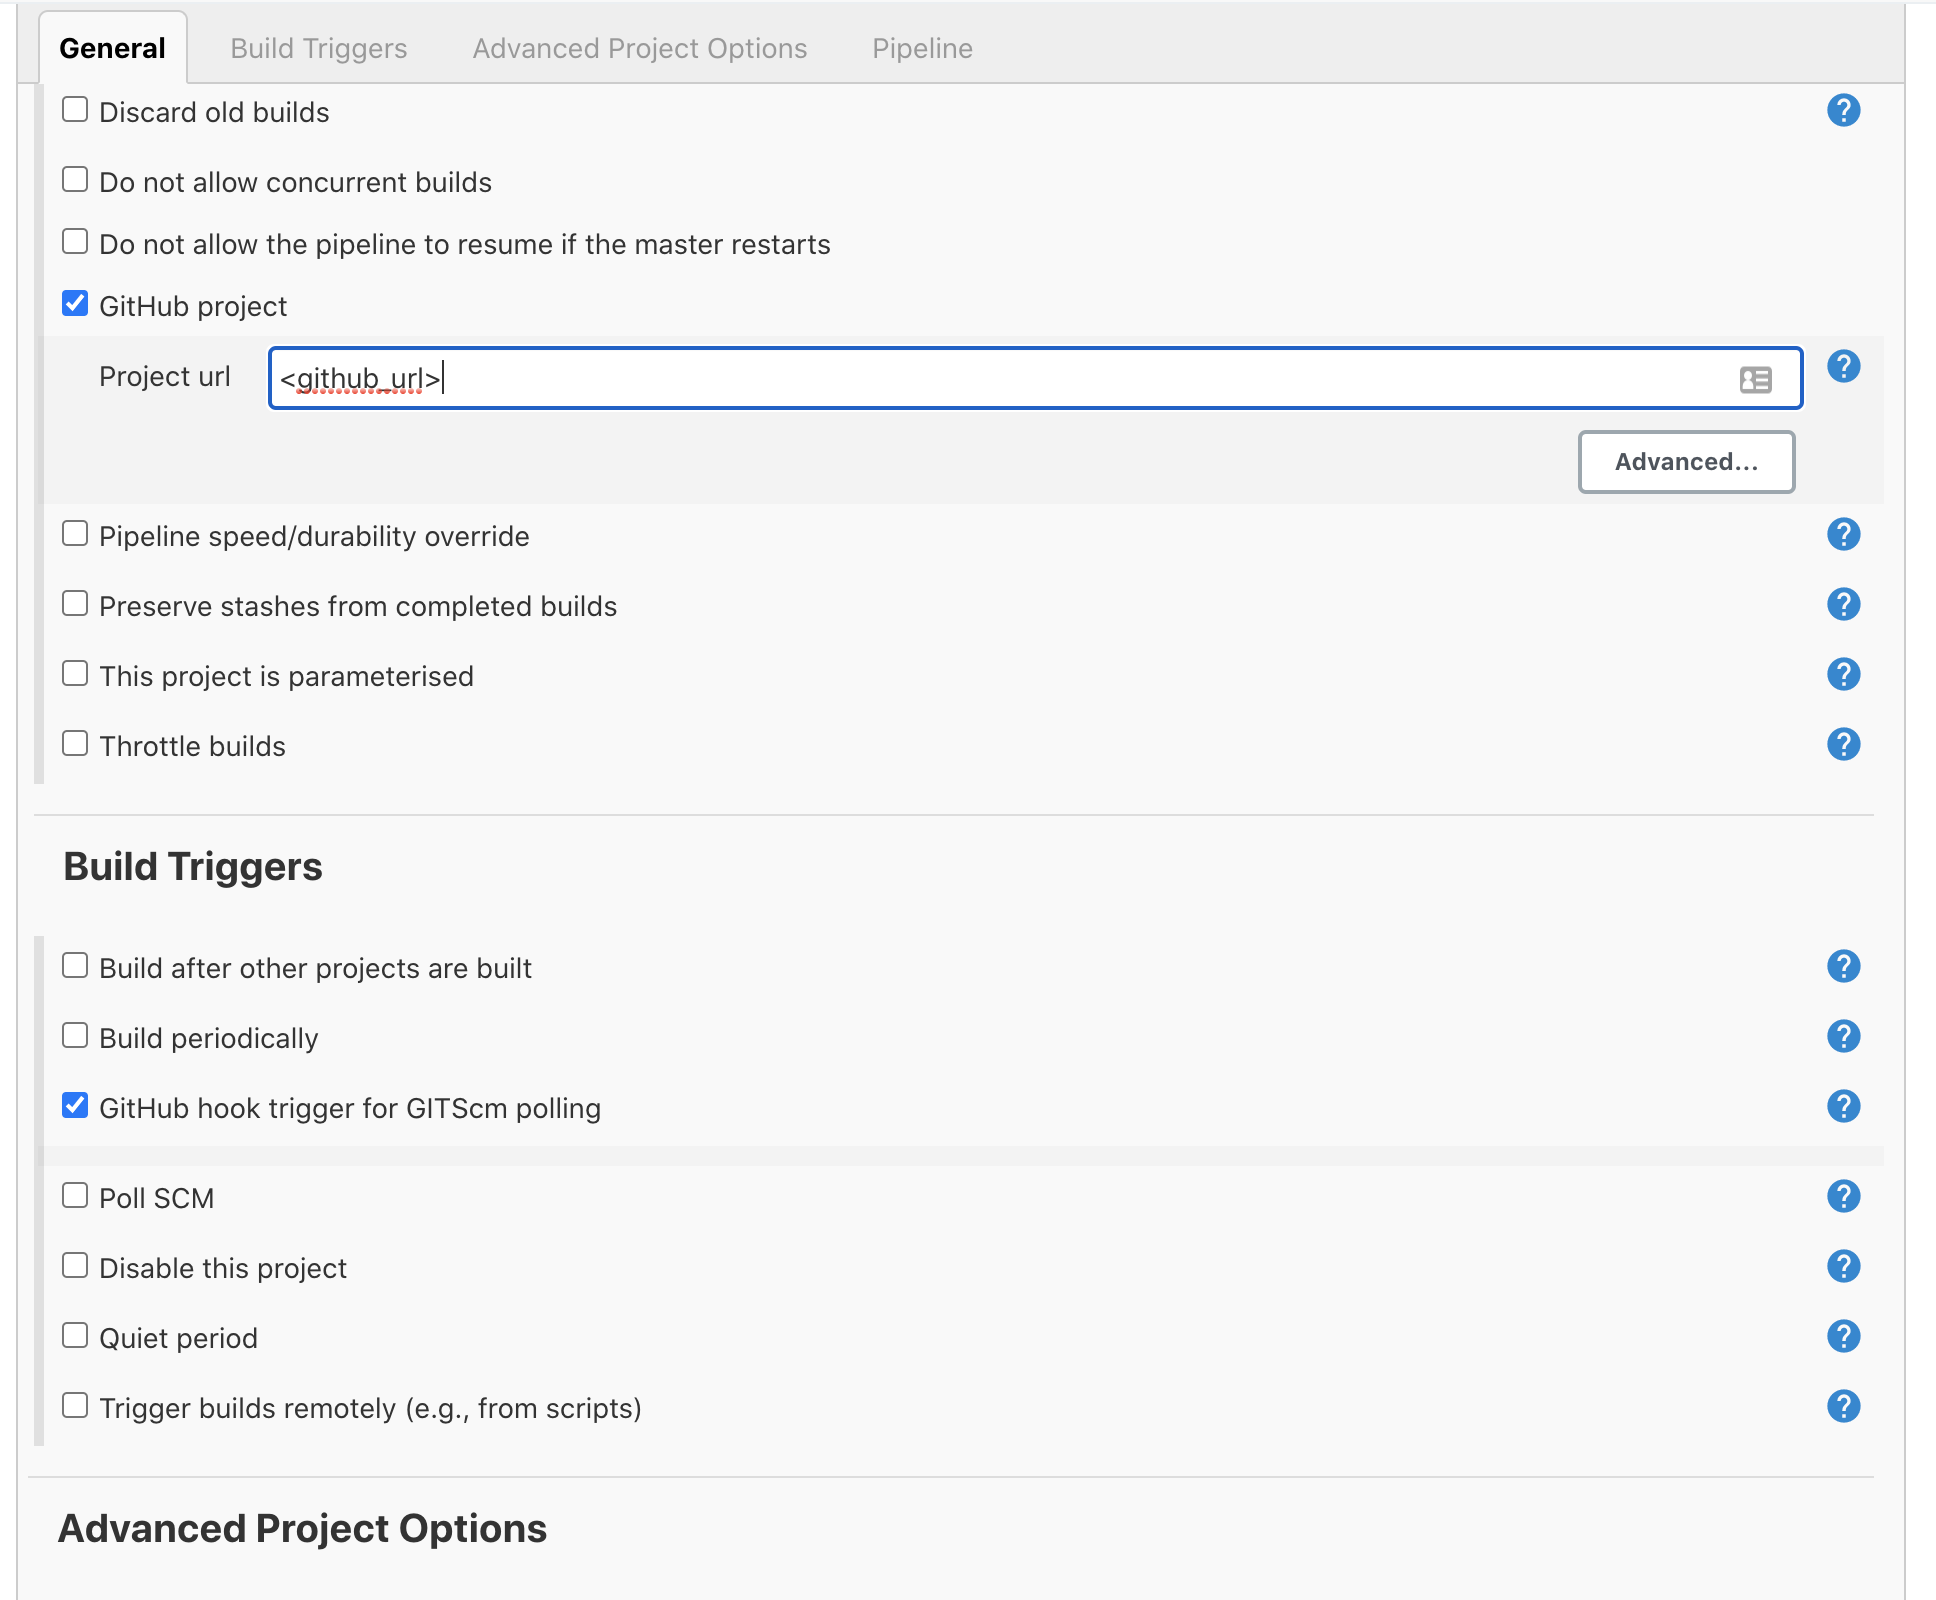 General Build Triggers Advanced Project Options Pipeline
Discard old builds ?
Do not allow concurrent builds
Do not allow the pipeline to resume if the master restarts
GitHub project
Project url <github_url> ?
Advanced...
Pipeline speed/durability override ?
Preserve stashes from completed builds ?
This project is parameterised ?
Throttle builds ?
Build Triggers
Build after other projects are built ?
Build periodically ?
GitHub hook trigger for GITScm polling ?
Poll SCM ?
Disable this project ?
Quiet period ?
Trigger builds remotely (e.g., from scripts) ?
Advanced Project Options